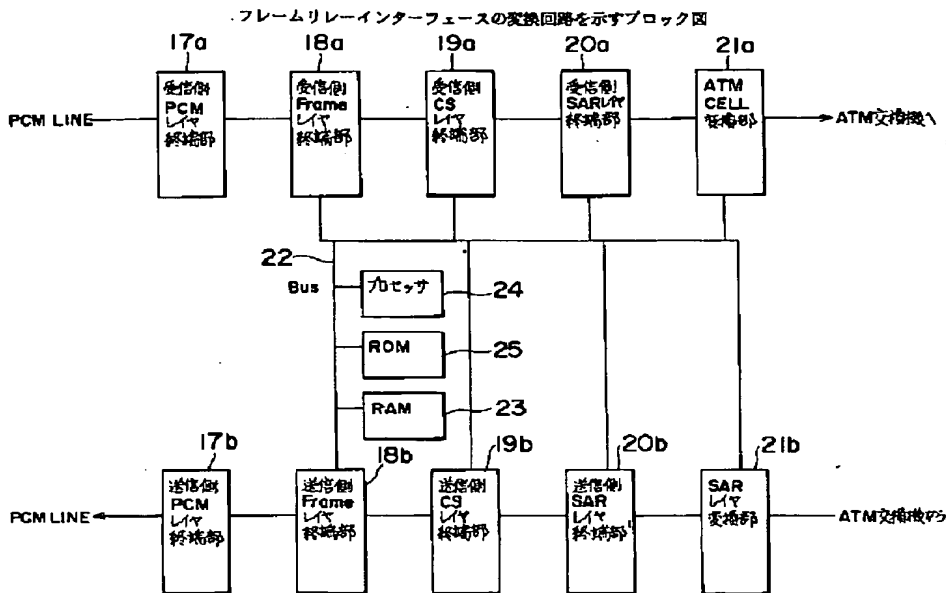 フレームリレーインターフェースの変換回路を示すブロック図
17a
18a
19a
20a
21a
受信側
PCM
レイヤ
終端部
受信側
Frame
レイヤ
終端部
受信側
CS
レイヤ
終端部
受信側
SARレイヤ
終端部
ATM
CELL
変換部
PCM LINE
ATM交換機へ
22
Bus
プロセッサ
24
ROM
25
RAM
23
17b
18b
19b
20b
21b
送信側
PCM
レイヤ
終端部
送信側
Frame
レイヤ
終端部
送信側
CS
レイヤ
終端部
送信側
SAR
レイヤ
終端部
SAR
レイヤ
変換部
PCM LINE
ATM交換機から